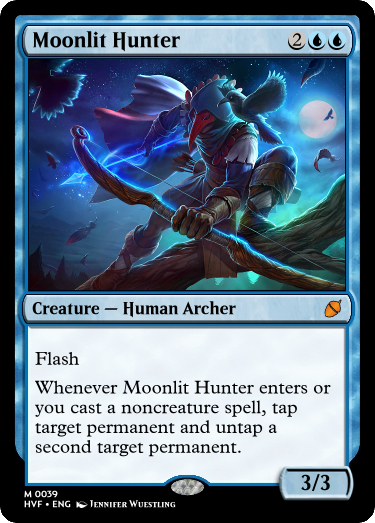 Moonlit Hunter 2
Creature — Human Archer
Flash
Whenever Moonlit Hunter enters or
you cast a noncreature spell, tap
target permanent and untap a
second target permanent.
3/3
M 0039
HVF • ENG Jennifer Wuestling